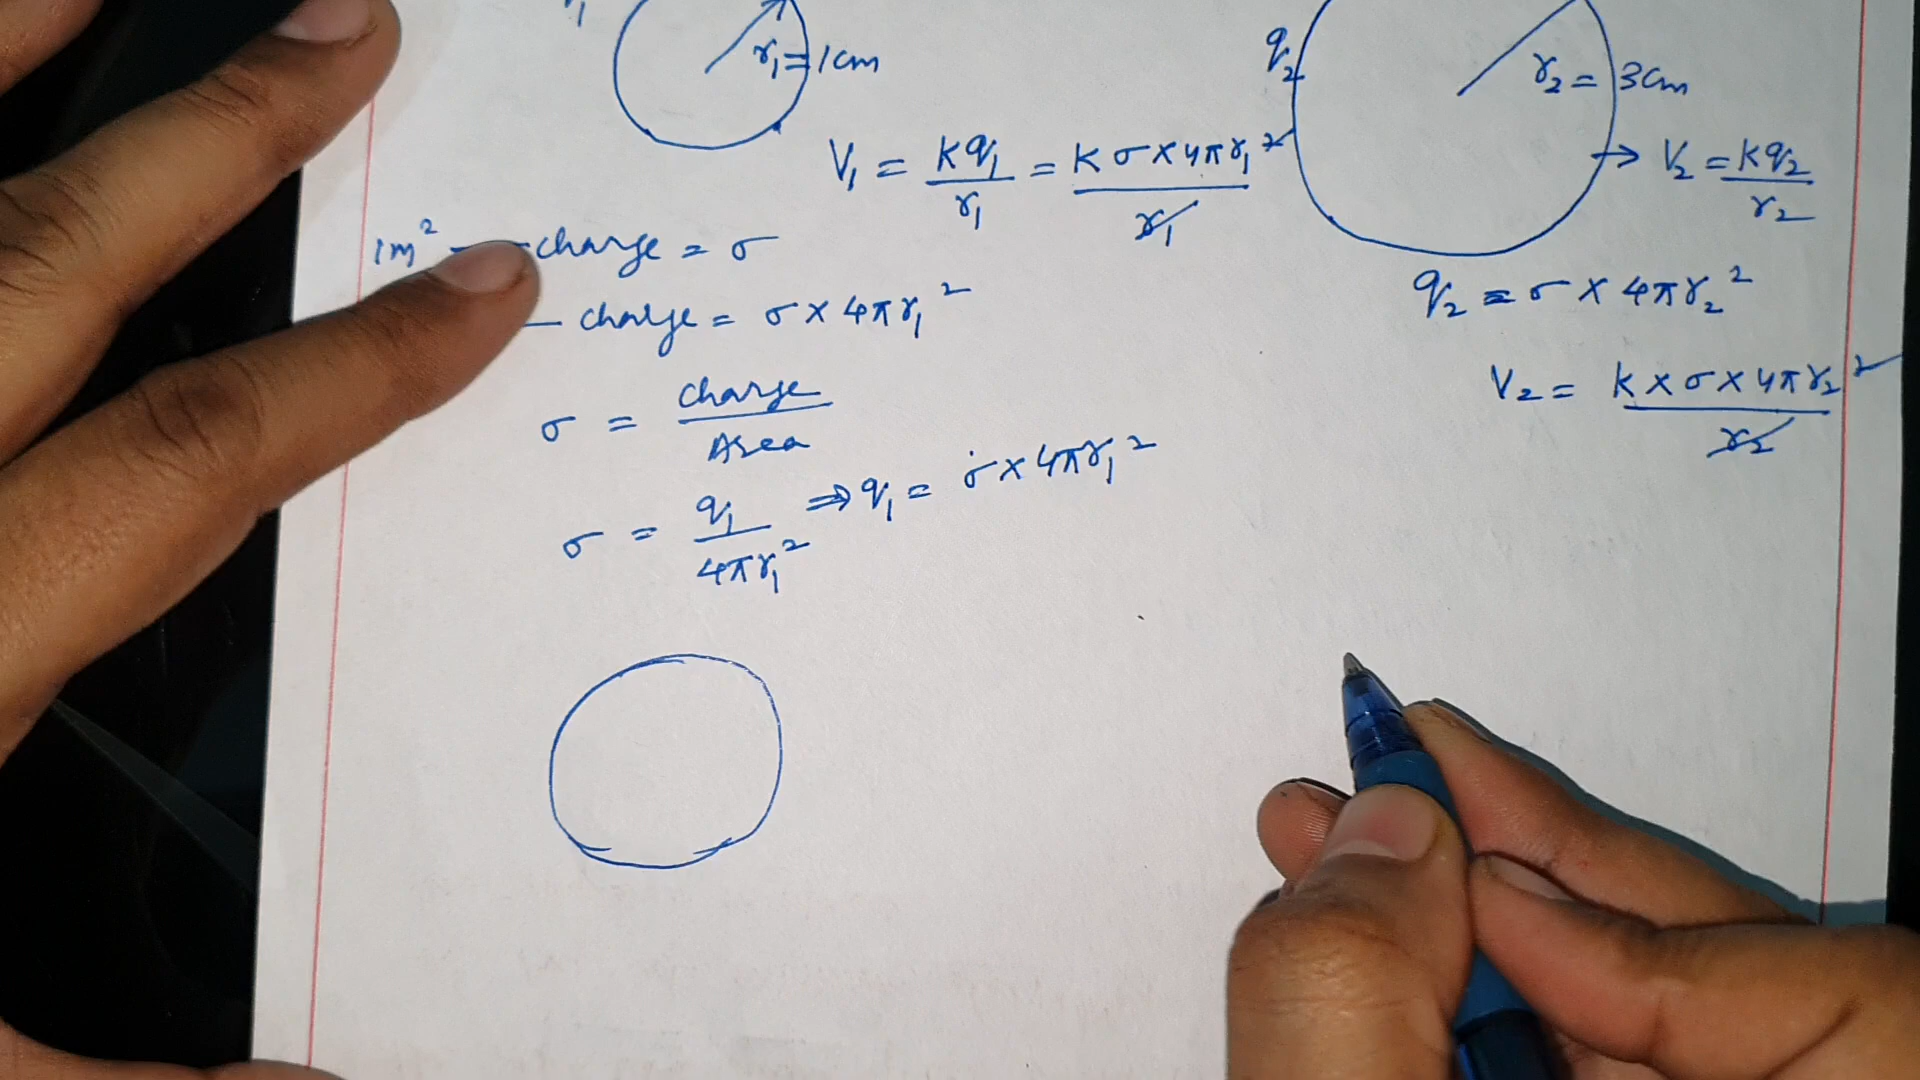 r₁ = 1cm
q₂
r₂ = 3cm
V₁ = kq₁/r₁ = kσ×4πr₁²/r₁
→ V₂ = kq₂/r₂
1m² — charge = σ
— charge = σ × 4πr₁²
q₂ = σ × 4πr₂²
σ = charge/Area
V₂ = k×σ×4πr₂²/r₂
σ = q₁/4πr₁² ⇒ q₁ = σ×4πr₁²